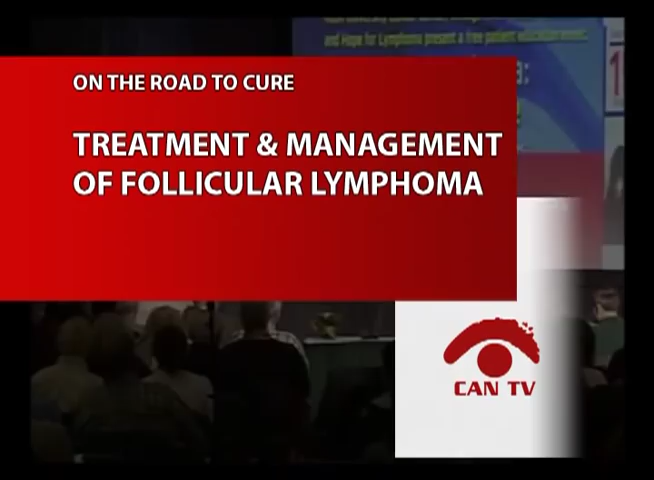 and Hope for Lymphoma present a free patient education event:
ON THE ROAD TO CURE
TREATMENT & MANAGEMENT
OF FOLLICULAR LYMPHOMA
CAN TV